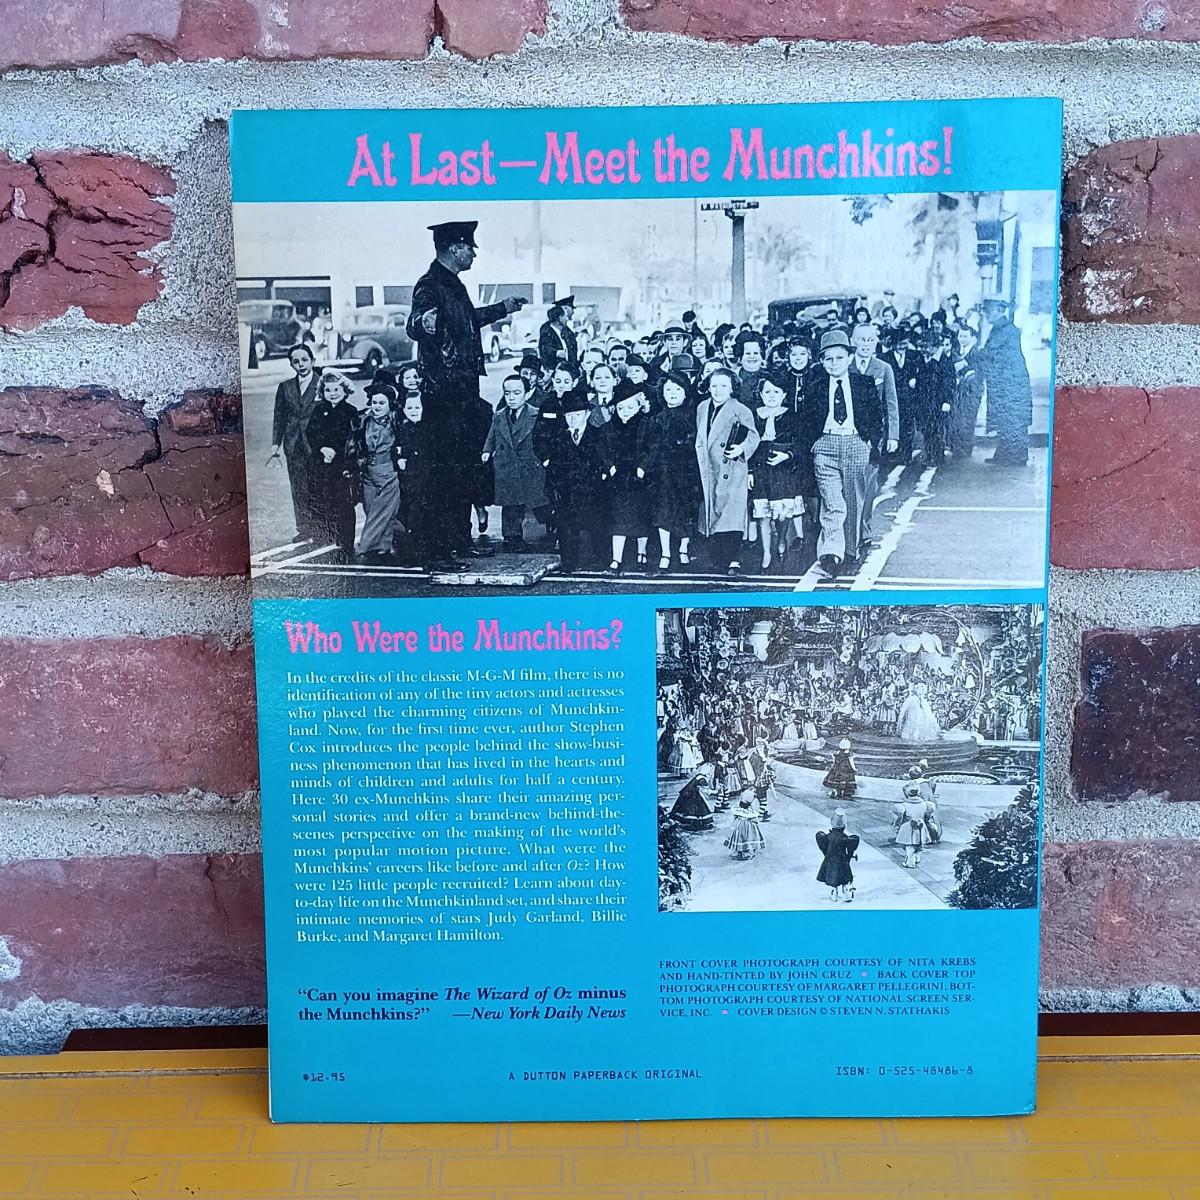 At Last—Meet the Munchkins!
W WASHINGTON
Who Were the Munchkins?
In the credits of the classic M-G-M film, there is no
identification of any of the tiny actors and actresses
who played the charming citizens of Munchkin-
land. Now, for the first time ever, author Stephen
Cox introduces the people behind the show-busi-
ness phenomenon that has lived in the hearts and
minds of children and adults for half a century.
Here 30 ex-Munchkins share their amazing per-
sonal stories and offer a brand-new behind-the-
scenes perspective on the making of the world's
most popular motion picture. What were the
Munchkins' careers like before and after Oz? How
were 125 little people recruited? Learn about day-
to-day life on the Munchkinland set, and share their
intimate memories of stars Judy Garland, Billie
Burke, and Margaret Hamilton.
"Can you imagine The Wizard of Oz minus
the Munchkins?" —New York Daily News
FRONT COVER PHOTOGRAPH COURTESY OF NITA KREBS
AND HAND-TINTED BY JOHN CRUZ • BACK COVER TOP
PHOTOGRAPH COURTESY OF MARGARET PELLEGRINI; BOT-
TOM PHOTOGRAPH COURTESY OF NATIONAL SCREEN SER-
VICE, INC. • COVER DESIGN © STEVEN N. STATHAKIS
$12.95
A DUTTON PAPERBACK ORIGINAL
ISBN: 0-525-48486-8